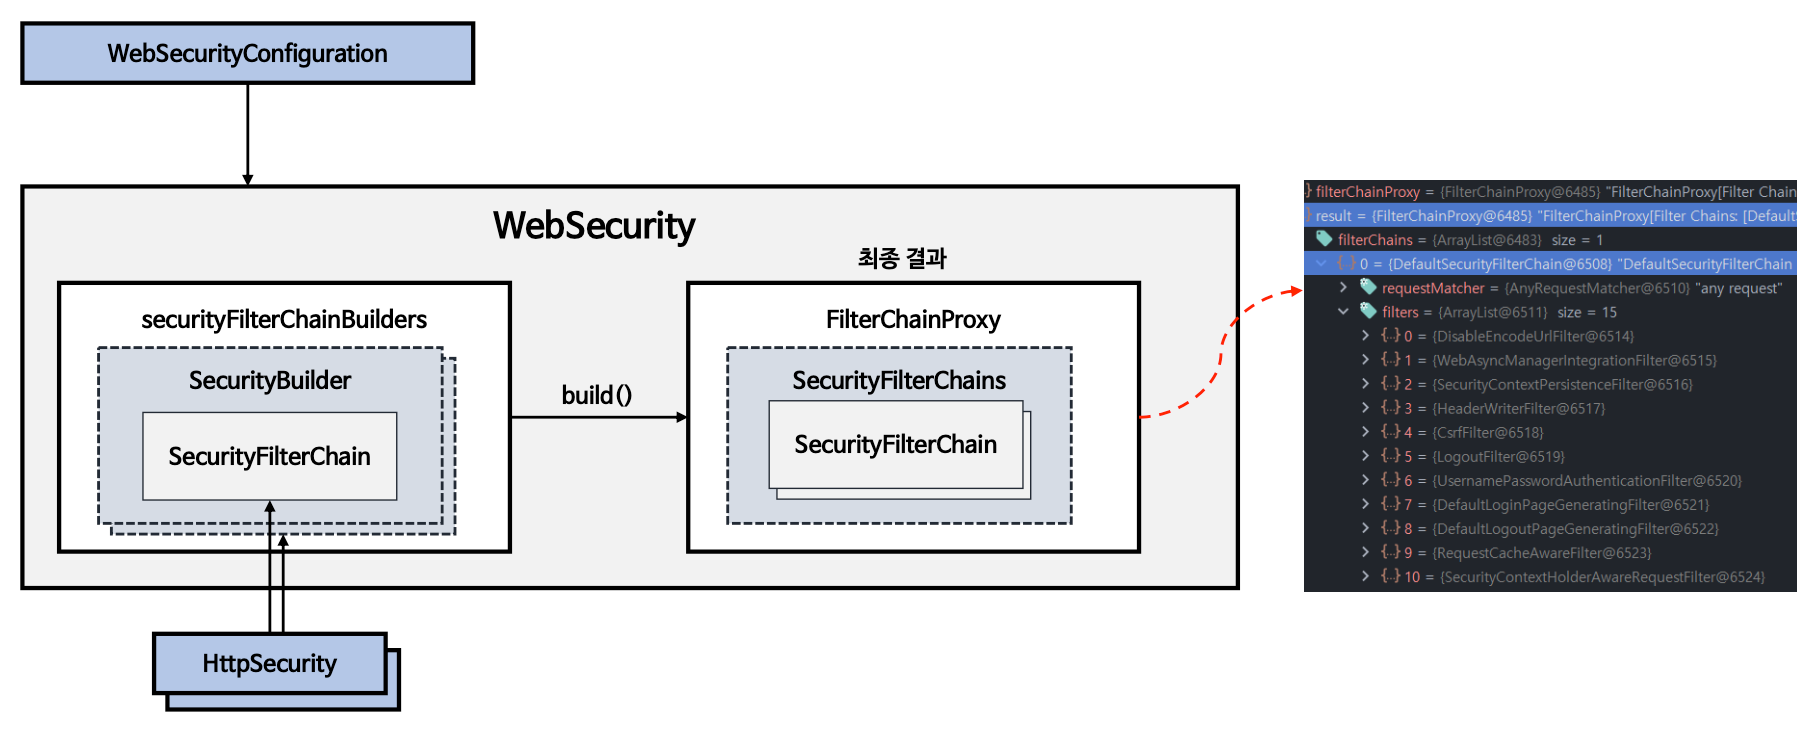 WebSecurityConfiguration
WebSecurity
최종 결과
securityFilterChainBuilders
SecurityBuilder
SecurityFilterChain
build()
FilterChainProxy
SecurityFilterChains
SecurityFilterChain
HttpSecurity
} filterChainProxy = {FilterChainProxy@6485} "FilterChainProxy[Filter Chain
} result = {FilterChainProxy@6485} "FilterChainProxy[Filter Chains: [DefaultS
filterChains = {ArrayList@6483} size = 1
{...} 0 = {DefaultSecurityFilterChain@6508} "DefaultSecurityFilterChain
requestMatcher = {AnyRequestMatcher@6510} "any request"
filters = {ArrayList@6511} size = 15
{...} 0 = {DisableEncodeUrlFilter@6514}
{...} 1 = {WebAsyncManagerIntegrationFilter@6515}
{...} 2 = {SecurityContextPersistenceFilter@6516}
{...} 3 = {HeaderWriterFilter@6517}
{...} 4 = {CsrfFilter@6518}
{...} 5 = {LogoutFilter@6519}
{...} 6 = {UsernamePasswordAuthenticationFilter@6520}
{...} 7 = {DefaultLoginPageGeneratingFilter@6521}
{...} 8 = {DefaultLogoutPageGeneratingFilter@6522}
{...} 9 = {RequestCacheAwareFilter@6523}
{...} 10 = {SecurityContextHolderAwareRequestFilter@6524}